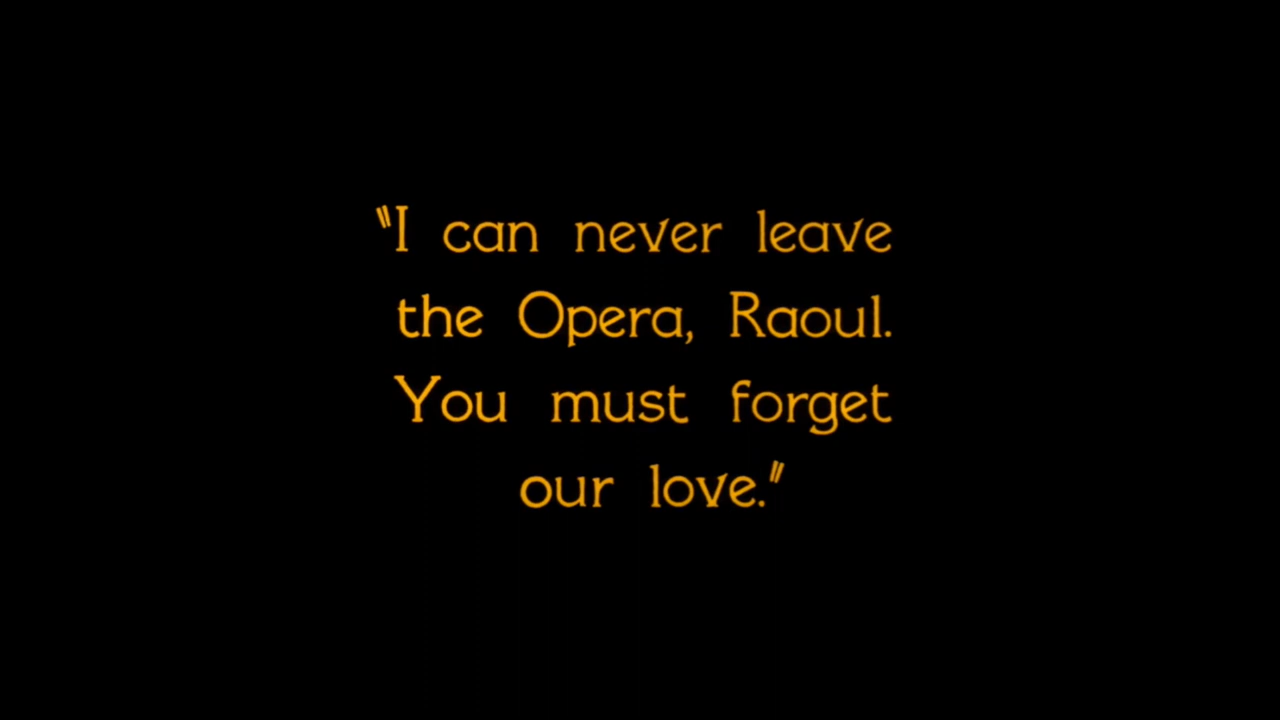 "I can never leave
the Opera, Raoul.
You must forget
our love."